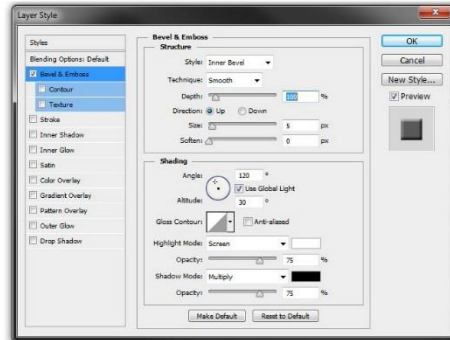 Layer Style
Styles
Blending Options: Default
Bevel & Emboss
Contour
Texture
Stroke
Inner Shadow
Inner Glow
Satin
Color Overlay
Gradient Overlay
Pattern Overlay
Outer Glow
Drop Shadow
Bevel & Emboss
Structure
Style: Inner Bevel
Technique: Smooth
Depth: 100 %
Direction: Up Down
Size: 5 px
Soften: 0 px
Shading
Angle: 120 °
Use Global Light
Altitude: 30 °
Gloss Contour: Anti-aliased
Highlight Mode: Screen
Opacity: 75 %
Shadow Mode: Multiply
Opacity: 75 %
Make Default Reset to Default
OK
Cancel
New Style...
Preview